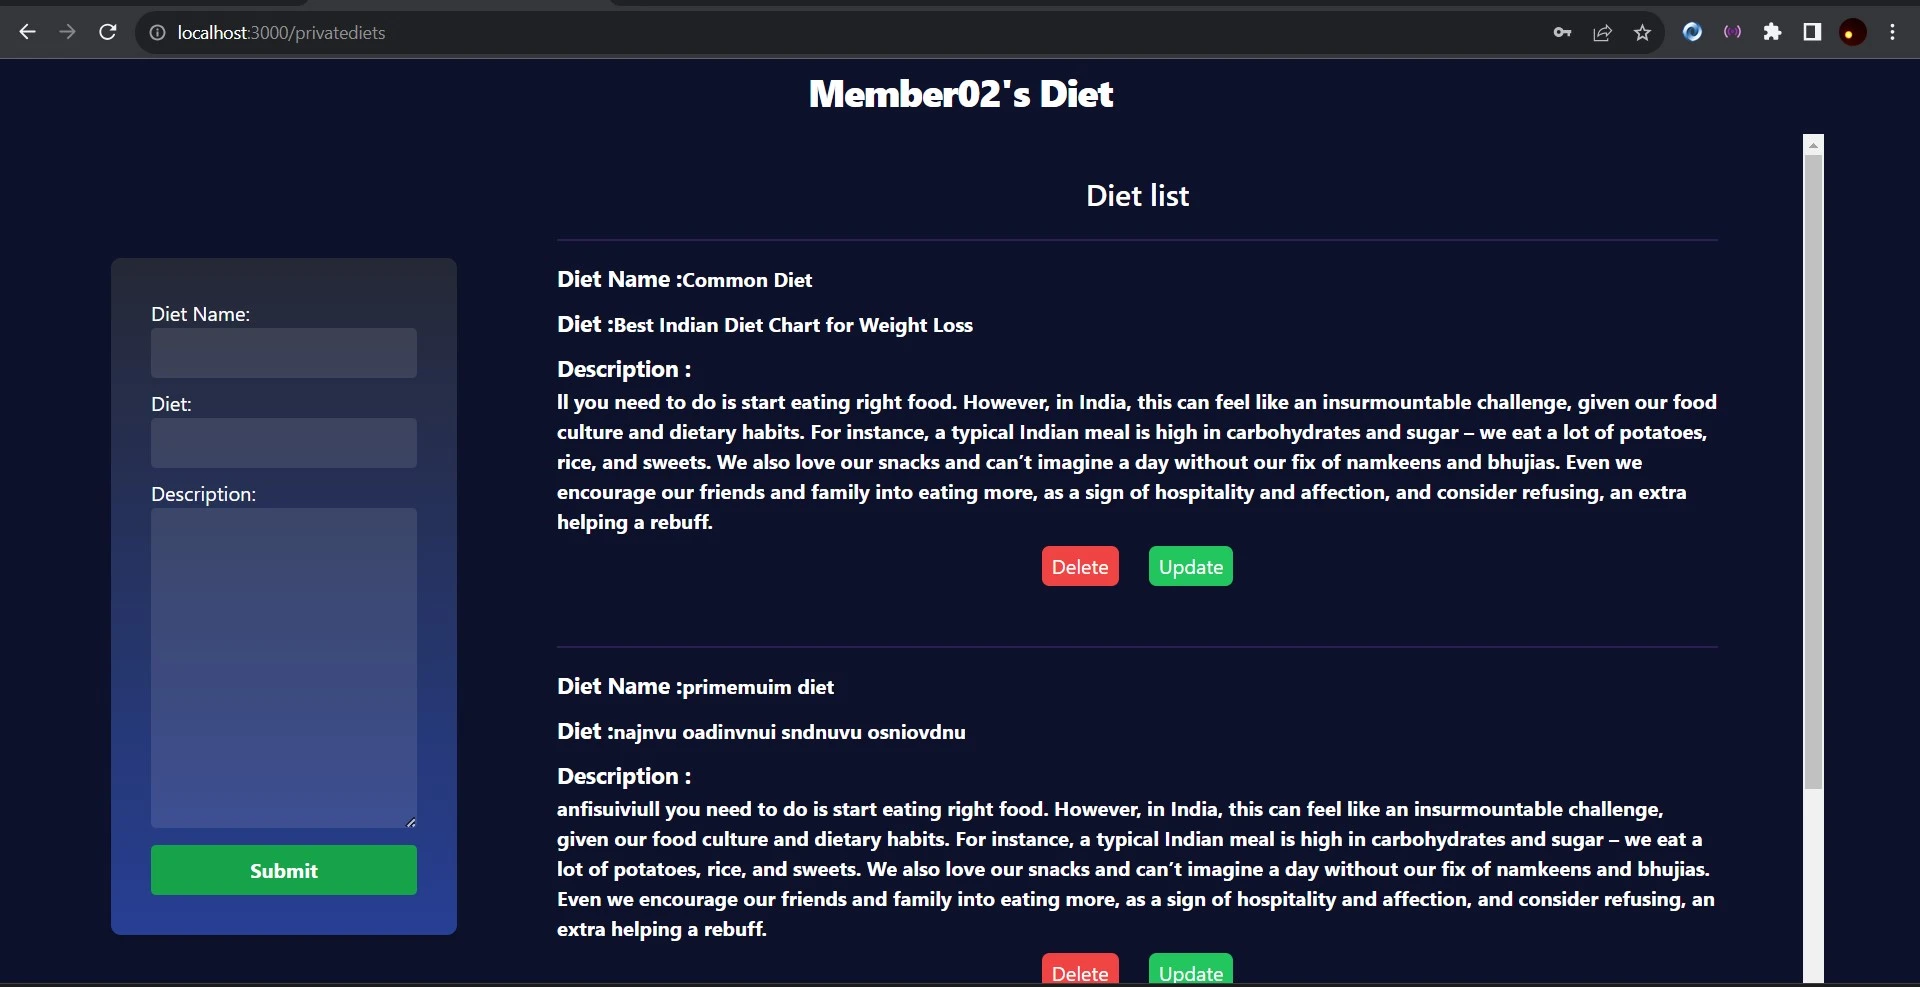 localhost:3000/privatediets
Member02's Diet
Diet list
Diet Name:
Diet:
Description:
Submit
Diet Name :Common Diet
Diet :Best Indian Diet Chart for Weight Loss
Description :
ll you need to do is start eating right food. However, in India, this can feel like an insurmountable challenge, given our food
culture and dietary habits. For instance, a typical Indian meal is high in carbohydrates and sugar – we eat a lot of potatoes,
rice, and sweets. We also love our snacks and can’t imagine a day without our fix of namkeens and bhujias. Even we
encourage our friends and family into eating more, as a sign of hospitality and affection, and consider refusing, an extra
helping a rebuff.
Delete Update
Diet Name :primemuim diet
Diet :najnvu oadinvnui sndnuvu osniovdnu
Description :
anfisuiviull you need to do is start eating right food. However, in India, this can feel like an insurmountable challenge,
given our food culture and dietary habits. For instance, a typical Indian meal is high in carbohydrates and sugar – we eat a
lot of potatoes, rice, and sweets. We also love our snacks and can’t imagine a day without our fix of namkeens and bhujias.
Even we encourage our friends and family into eating more, as a sign of hospitality and affection, and consider refusing, an
extra helping a rebuff.
Delete Update